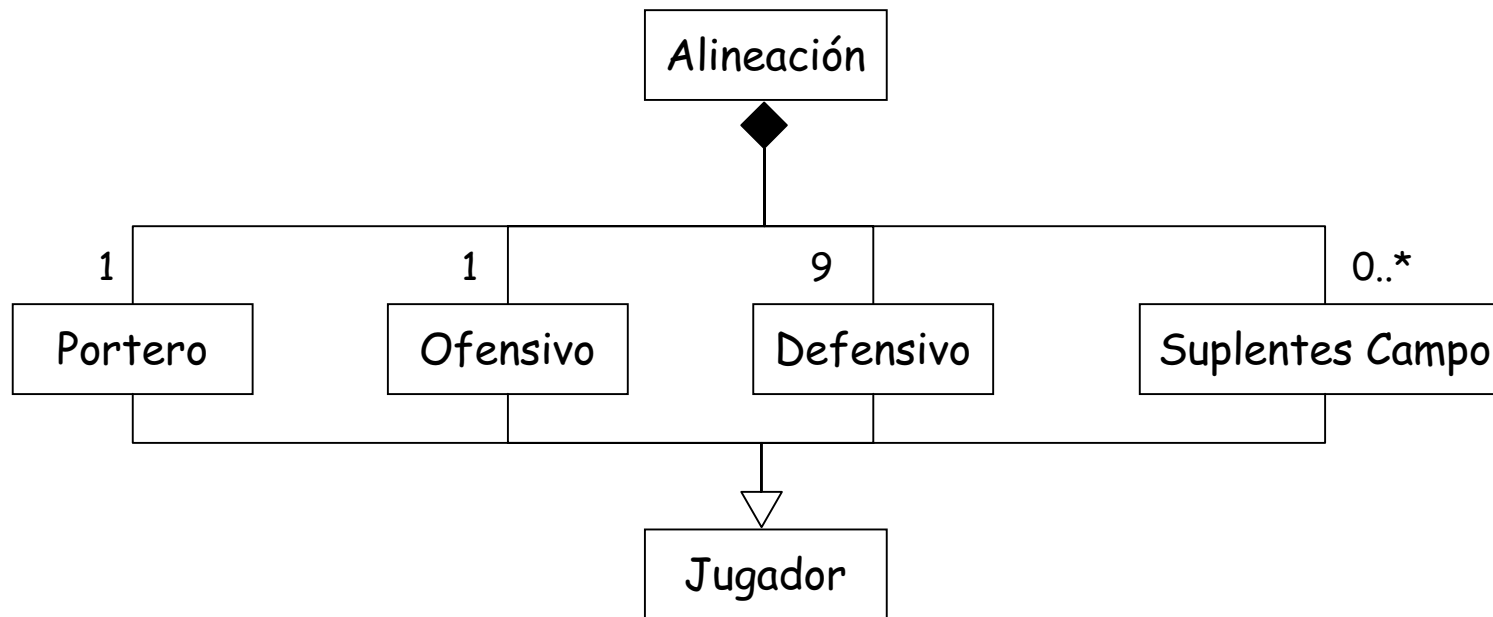 Alineación
1
1
9
0..*
Portero
Ofensivo
Defensivo
Suplentes Campo
Jugador